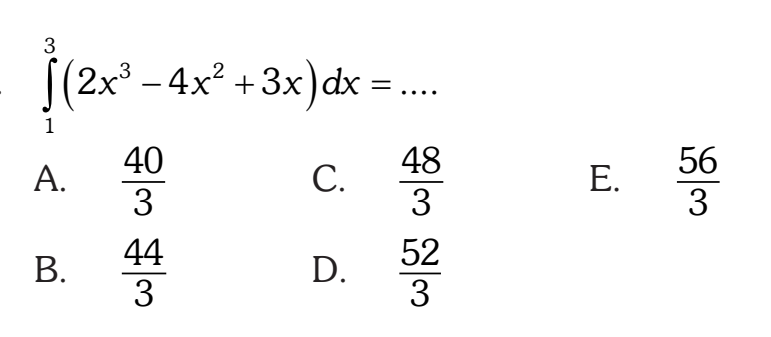 ∫₁³(2x³ – 4x² + 3x)dx = ....
A. 40/3 C. 48/3 E. 56/3
B. 44/3 D. 52/3